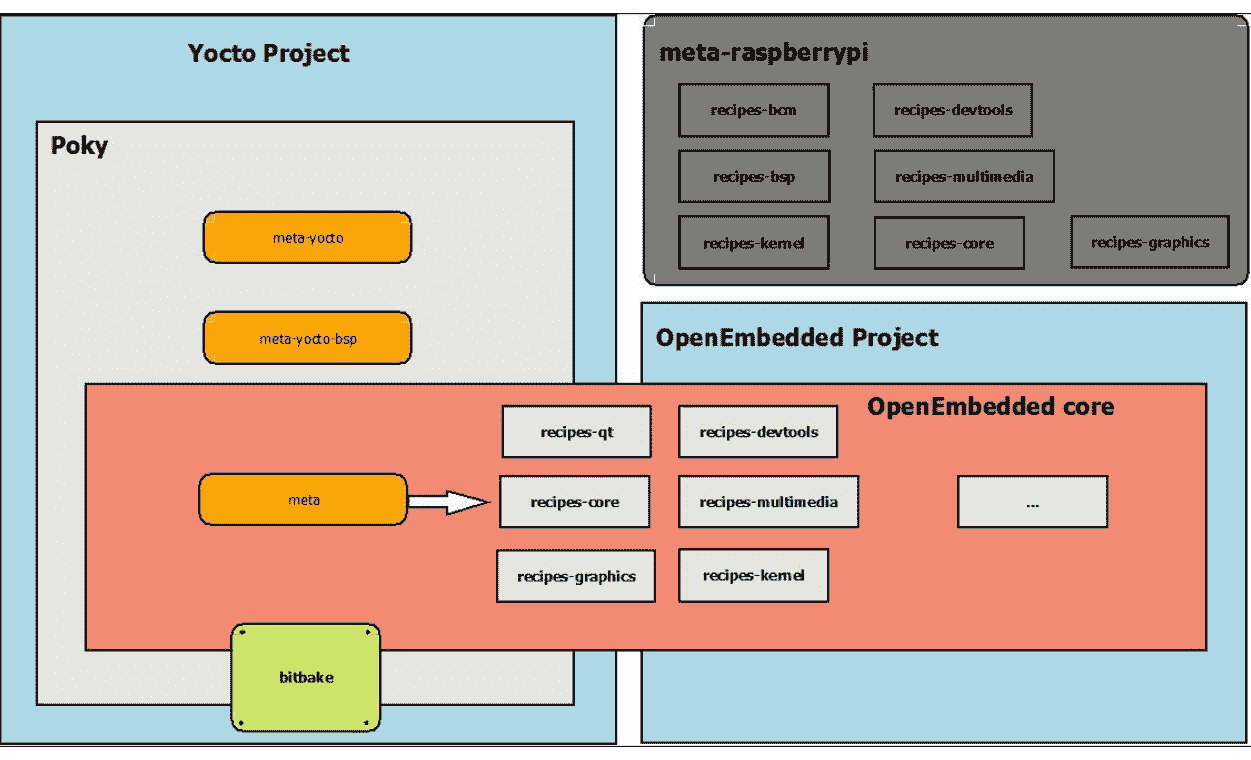 Yocto Project
Poky
meta-yocto
meta-yocto-bsp
meta-raspberrypi
recipes-bcm
recipes-devtools
recipes-bsp
recipes-multimedia
recipes-kernel
recipes-core
recipes-graphics
OpenEmbedded Project
OpenEmbedded core
recipes-qt
recipes-devtools
meta
recipes-core
recipes-multimedia
...
recipes-graphics
recipes-kernel
bitbake